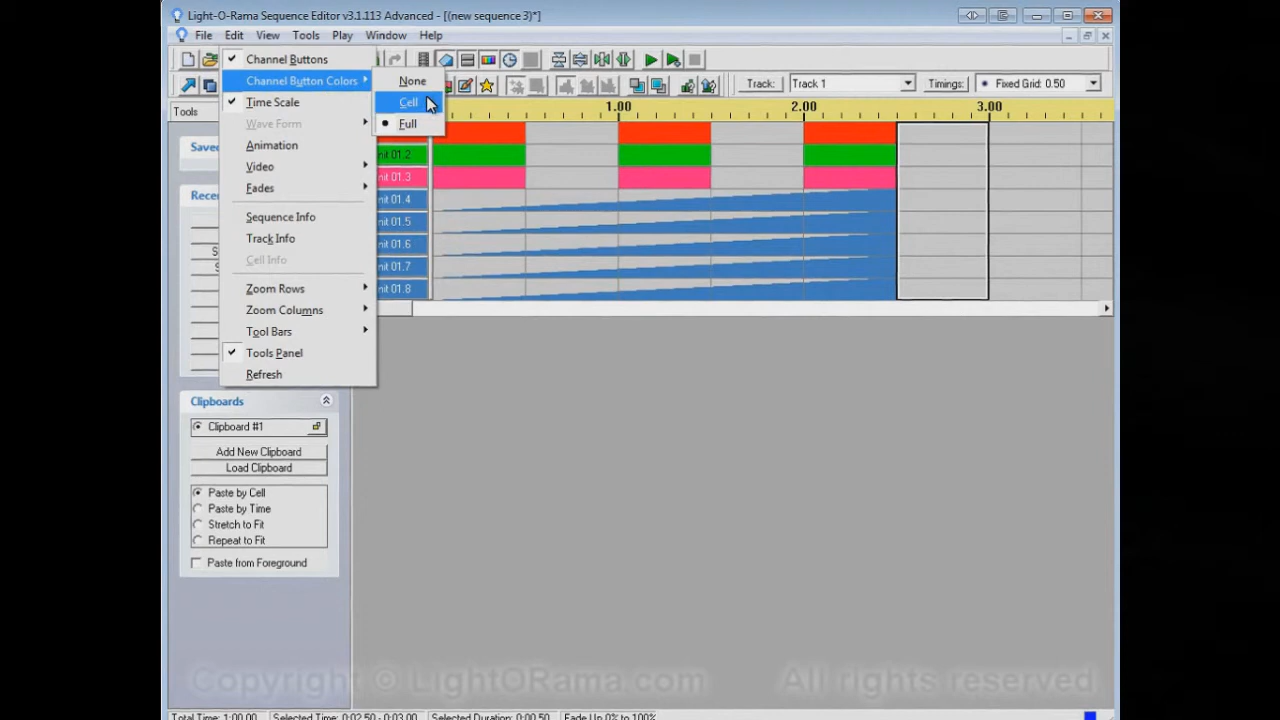 Light-O-Rama Sequence Editor v3.1.113 Advanced - [(new sequence 3)*]
File Edit View Tools Play Window Help
Track: Track 1 Timings: Fixed Grid: 0.50
Tools
Channel Buttons
Channel Button Colors
Time Scale
Wave Form
Animation
Video
Fades
Sequence Info
Track Info
Cell Info
Zoom Rows
Zoom Columns
Tool Bars
Tools Panel
Refresh
None
Cell
Full
1.00 2.00 3.00
nit 01.2
nit 01.3
nit 01.4
nit 01.5
nit 01.6
nit 01.7
nit 01.8
Saved
Recen
Clipboards
Clipboard #1
Add New Clipboard
Load Clipboard
Paste by Cell
Paste by Time
Stretch to Fit
Repeat to Fit
Paste from Foreground
Copyright © LightORama.com All rights reserved
Total Time: 1:00.00 Selected Time: 0:02.50 - 0:03.00 Selected Duration: 0:00.50 Fade Up 0% to 100%